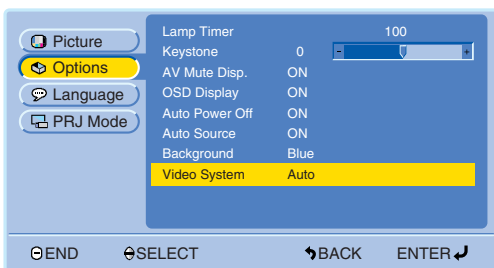 Picture
Options
Language
PRJ Mode
Lamp Timer 100
Keystone 0 - +
AV Mute Disp. ON
OSD Display ON
Auto Power Off ON
Auto Source ON
Background Blue
Video System Auto
END SELECT BACK ENTER